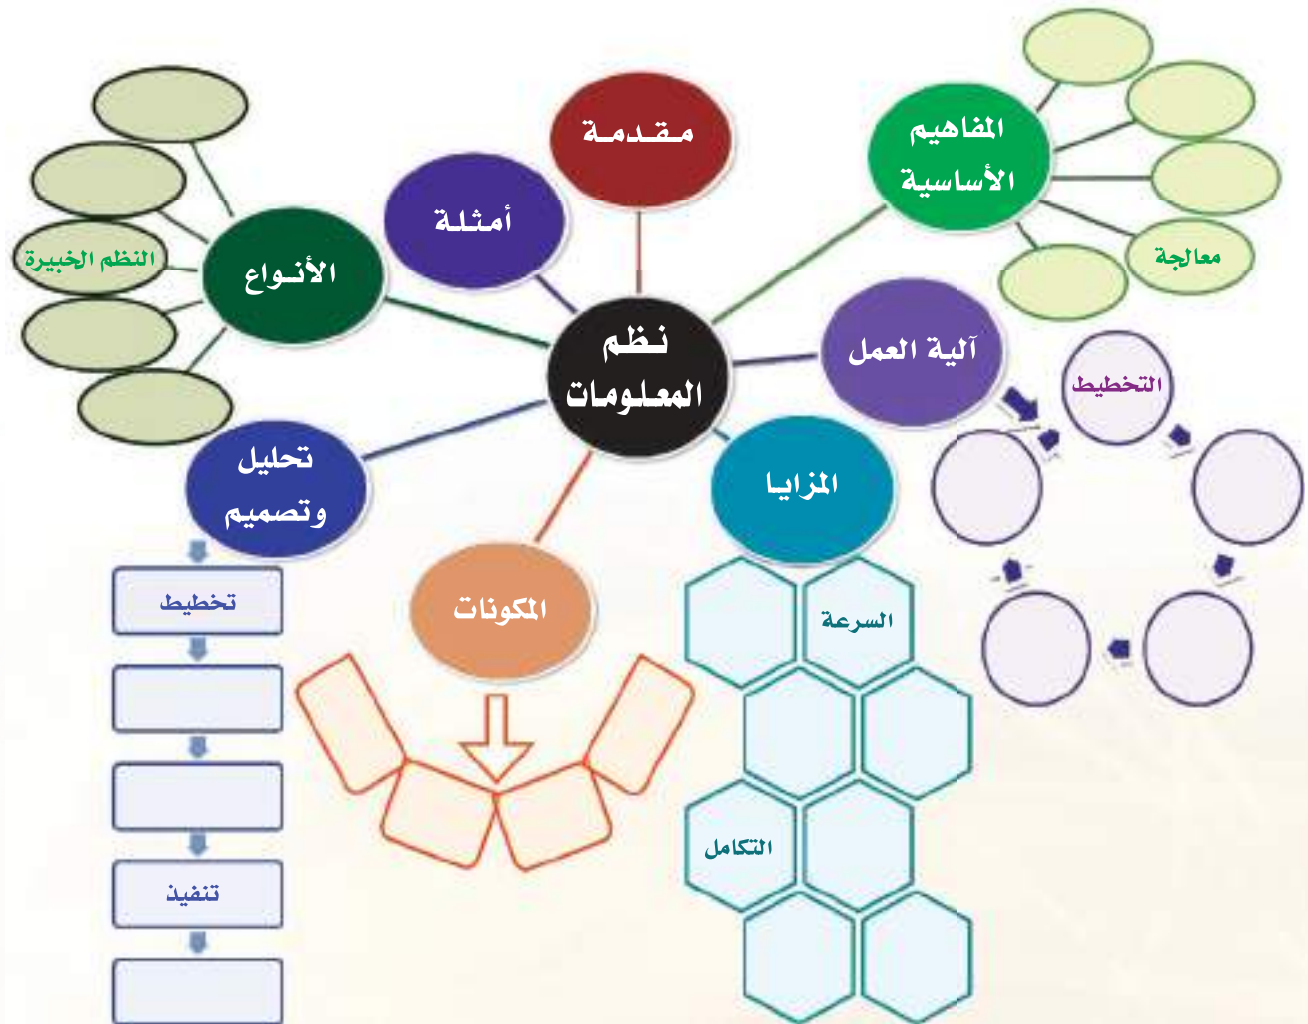 مقدمة
المفاهيم
الأساسية
معالجة
أمثلة
الأنواع
النظم الخبيرة
نظم
المعلومات
آلية العمل
التخطيط
تحليل
وتصميم
المزايا
المكونات
تخطيط
تنفيذ
السرعة
التكامل